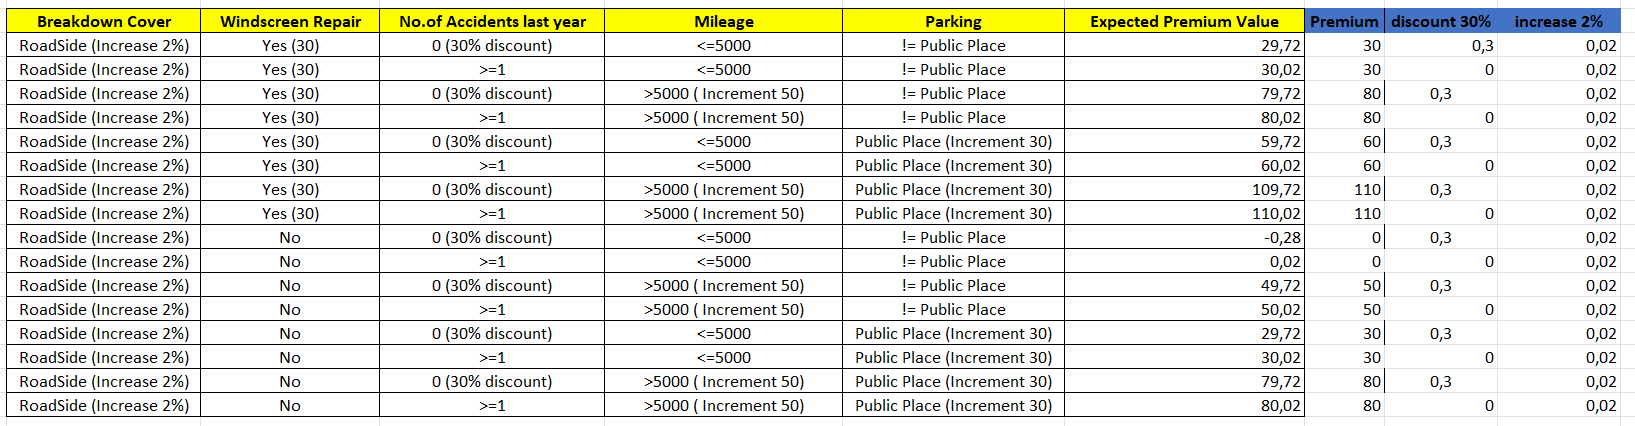 Breakdown Cover Windscreen Repair No.of Accidents last year Mileage Parking Expected Premium Value Premium discount 30% increase 2%
RoadSide (Increase 2%) Yes (30) 0 (30% discount) <=5000 != Public Place 29,72 30 0,3 0,02
RoadSide (Increase 2%) Yes (30) >=1 <=5000 != Public Place 30,02 30 0 0,02
RoadSide (Increase 2%) Yes (30) 0 (30% discount) >5000 ( Increment 50) != Public Place 79,72 80 0,3 0,02
RoadSide (Increase 2%) Yes (30) >=1 >5000 ( Increment 50) != Public Place 80,02 80 0 0,02
RoadSide (Increase 2%) Yes (30) 0 (30% discount) <=5000 Public Place (Increment 30) 59,72 60 0,3 0,02
RoadSide (Increase 2%) Yes (30) >=1 <=5000 Public Place (Increment 30) 60,02 60 0 0,02
RoadSide (Increase 2%) Yes (30) 0 (30% discount) >5000 ( Increment 50) Public Place (Increment 30) 109,72 110 0,3 0,02
RoadSide (Increase 2%) Yes (30) >=1 >5000 ( Increment 50) Public Place (Increment 30) 110,02 110 0 0,02
RoadSide (Increase 2%) No 0 (30% discount) <=5000 != Public Place -0,28 0 0,3 0,02
RoadSide (Increase 2%) No >=1 <=5000 != Public Place 0,02 0 0 0,02
RoadSide (Increase 2%) No 0 (30% discount) >5000 ( Increment 50) != Public Place 49,72 50 0,3 0,02
RoadSide (Increase 2%) No >=1 >5000 ( Increment 50) != Public Place 50,02 50 0 0,02
RoadSide (Increase 2%) No 0 (30% discount) <=5000 Public Place (Increment 30) 29,72 30 0,3 0,02
RoadSide (Increase 2%) No >=1 <=5000 Public Place (Increment 30) 30,02 30 0 0,02
RoadSide (Increase 2%) No 0 (30% discount) >5000 ( Increment 50) Public Place (Increment 30) 79,72 80 0,3 0,02
RoadSide (Increase 2%) No >=1 >5000 ( Increment 50) Public Place (Increment 30) 80,02 80 0 0,02